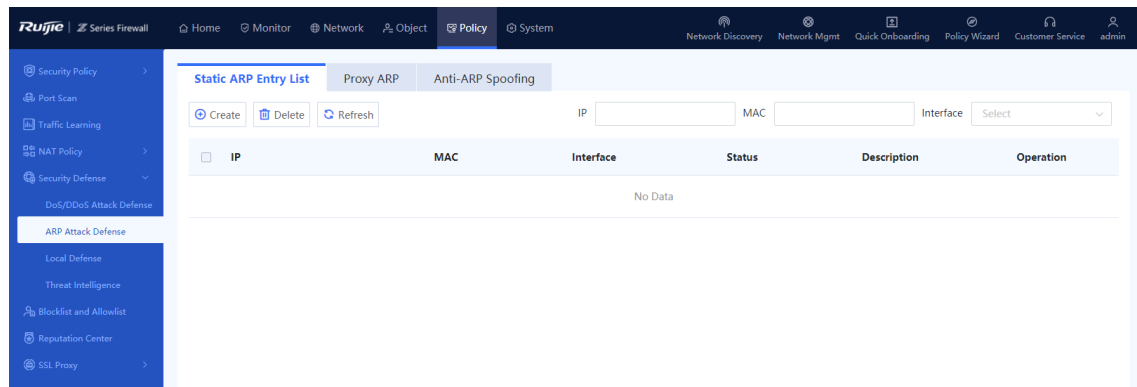 Ruijie | Z Series Firewall Home Monitor Network Object Policy System Network Discovery Network Mgmt Quick Onboarding Policy Wizard Customer Service admin
Security Policy
Port Scan
Traffic Learning
NAT Policy
Security Defense
DoS/DDoS Attack Defense
ARP Attack Defense
Local Defense
Threat Intelligence
Blocklist and Allowlist
Reputation Center
SSL Proxy
Static ARP Entry List Proxy ARP Anti-ARP Spoofing
Create Delete Refresh IP MAC Interface Select
IP MAC Interface Status Description Operation
No Data